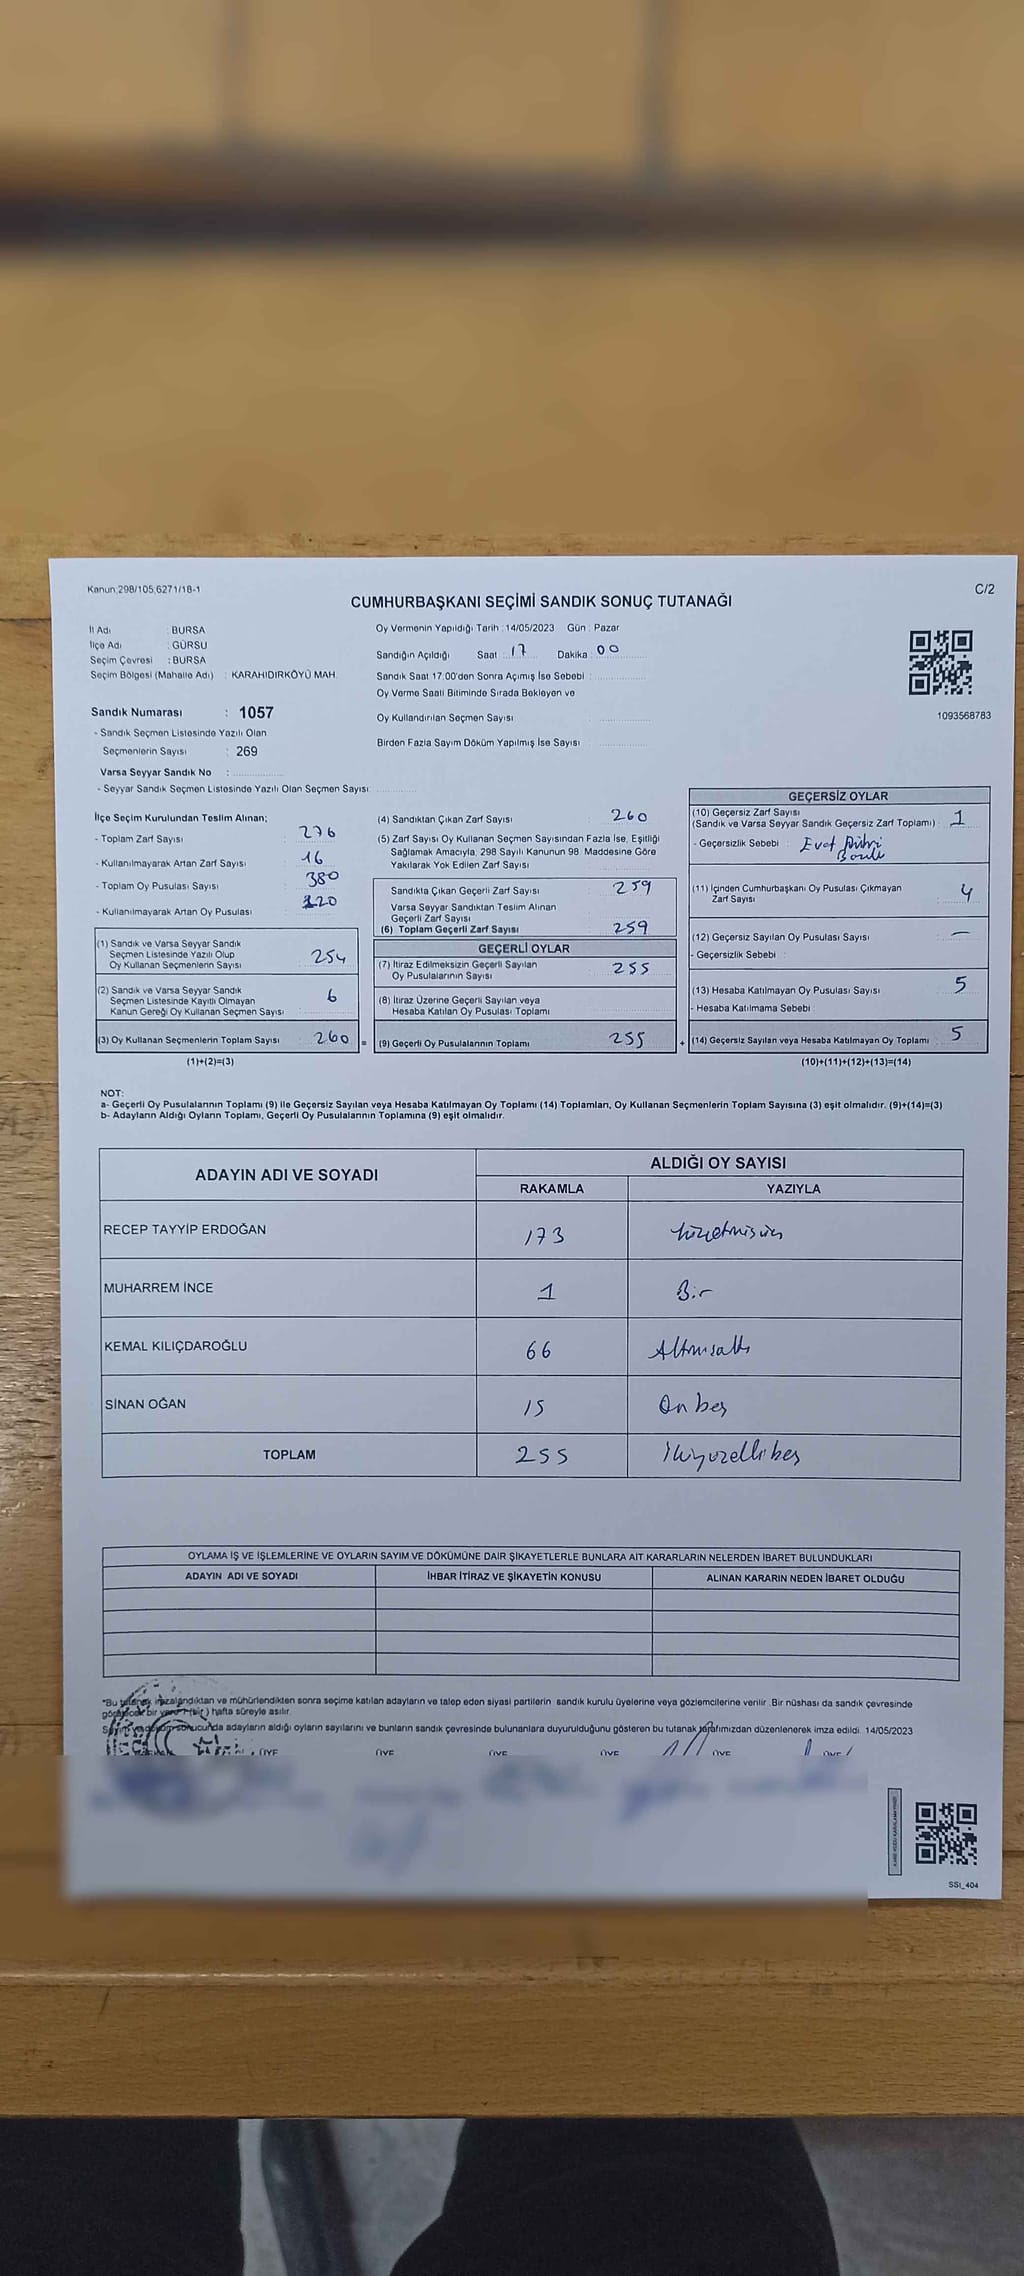 Kanun:298/105,6271/18-1
C/2
CUMHURBAŞKANI SEÇİMİ SANDIK SONUÇ TUTANAĞI
İl Adı : BURSA
İlçe Adı : GÜRSU
Seçim Çevresi : BURSA
Seçim Bölgesi (Mahalle Adı) : KARAHIDIRKÖYÜ MAH.
Oy Vermenin Yapıldığı Tarih : 14/05/2023 Gün : Pazar
Sandığın Açıldığı Saat : 17 Dakika : 00
Sandık Saat 17.00'den Sonra Açımış İse Sebebi :
Oy Verme Saati Bitiminde Sırada Bekleyen ve
Oy Kullandırılan Seçmen Sayısı :
Birden Fazla Sayım Döküm Yapılmış İse Sayısı :
1093568783
Sandık Numarası : 1057
- Sandık Seçmen Listesinde Yazılı Olan
Seçmenlerin Sayısı : 269
Varsa Seyyar Sandık No :
- Seyyar Sandık Seçmen Listesinde Yazılı Olan Seçmen Sayısı:
İlçe Seçim Kurulundan Teslim Alınan;
- Toplam Zarf Sayısı : 276
- Kullanılmayarak Artan Zarf Sayısı : 16
- Toplam Oy Pusulası Sayısı : 380
- Kullanılmayarak Artan Oy Pusulası : 120
(1) Sandık ve Varsa Seyyar Sandık
Seçmen Listesinde Yazılı Olup
Oy Kullanan Seçmenlerin Sayısı : 254
(2) Sandık ve Varsa Seyyar Sandık
Seçmen Listesinde Kayıtlı Olmayan
Kanun Gereği Oy Kullanan Seçmen Sayısı : 6
(3) Oy Kullanan Seçmenlerin Toplam Sayısı : 260
(1)+(2)=(3)
(4) Sandıktan Çıkan Zarf Sayısı : 260
(5) Zarf Sayısı Oy Kullanan Seçmen Sayısından Fazla İse, Eşitliği
Sağlamak Amacıyla, 298 Sayılı Kanunun 98. Maddesine Göre
Yakılarak Yok Edilen Zarf Sayısı :
Sandıkta Çıkan Geçerli Zarf Sayısı : 259
Varsa Seyyar Sandıktan Teslim Alınan
Geçerli Zarf Sayısı :
(6) Toplam Geçerli Zarf Sayısı : 259
GEÇERLİ OYLAR
(7) İtiraz Edilmeksizin Geçerli Sayılan
Oy Pusulalarının Sayısı : 255
(8) İtiraz Üzerine Geçerli Sayılan veya
Hesaba Katılan Oy Pusulası Toplamı :
= (9) Geçerli Oy Pusulalarının Toplamı : 255
GEÇERSİZ OYLAR
(10) Geçersiz Zarf Sayısı
(Sandık ve Varsa Seyyar Sandık Geçersiz Zarf Toplamı) : 1
- Geçersizlik Sebebi : Evet
(11) İçinden Cumhurbaşkanı Oy Pusulası Çıkmayan
Zarf Sayısı : 4
(12) Geçersiz Sayılan Oy Pusulası Sayısı : —
- Geçersizlik Sebebi :
(13) Hesaba Katılmayan Oy Pusulası Sayısı : 5
- Hesaba Katılmama Sebebi :
+ (14) Geçersiz Sayılan veya Hesaba Katılmayan Oy Toplamı : 5
(10)+(11)+(12)+(13)=(14)
NOT:
a- Geçerli Oy Pusulalarının Toplamı (9) ile Geçersiz Sayılan veya Hesaba Katılmayan Oy Toplamı (14) Toplamları, Oy Kullanan Seçmenlerin Toplam Sayısına (3) eşit olmalıdır. (9)+(14)=(3)
b- Adayların Aldığı Oyların Toplamı, Geçerli Oy Pusulalarının Toplamına (9) eşit olmalıdır.
ADAYIN ADI VE SOYADI
ALDIĞI OY SAYISI
RAKAMLA YAZIYLA
RECEP TAYYİP ERDOĞAN 173
MUHARREM İNCE 1 Bir
KEMAL KILIÇDAROĞLU 66 Altmışaltı
SİNAN OĞAN 15 On beş
TOPLAM 255 İkiyüzellibeş
OYLAMA İŞ VE İŞLEMLERİNE VE OYLARIN SAYIM VE DÖKÜMÜNE DAİR ŞİKAYETLERLE BUNLARA AİT KARARLARIN NELERDEN İBARET BULUNDUKLARI
ADAYIN ADI VE SOYADI İHBAR İTİRAZ VE ŞİKAYETİN KONUSU ALINAN KARARIN NEDEN İBARET OLDUĞU
"Bu tutanak imzalandıktan ve mühürlendikten sonra seçime katılan adayların ve talep eden siyasi partilerin sandık kurulu üyelerine veya gözlemcilerine verilir. Bir nüshası da sandık çevresinde
görülecek bir yere 1 (bir) hafta süreyle asılır.
sonucunda adayların aldığı oyların sayılarını ve bunların sandık çevresinde bulunanlara duyurulduğunu gösteren bu tutanak tarafımızdan düzenlenerek imza edildi. 14/05/2023
ÜYE ÜYE ÜYE ÜYE ÜYE ÜYE
SSI_404